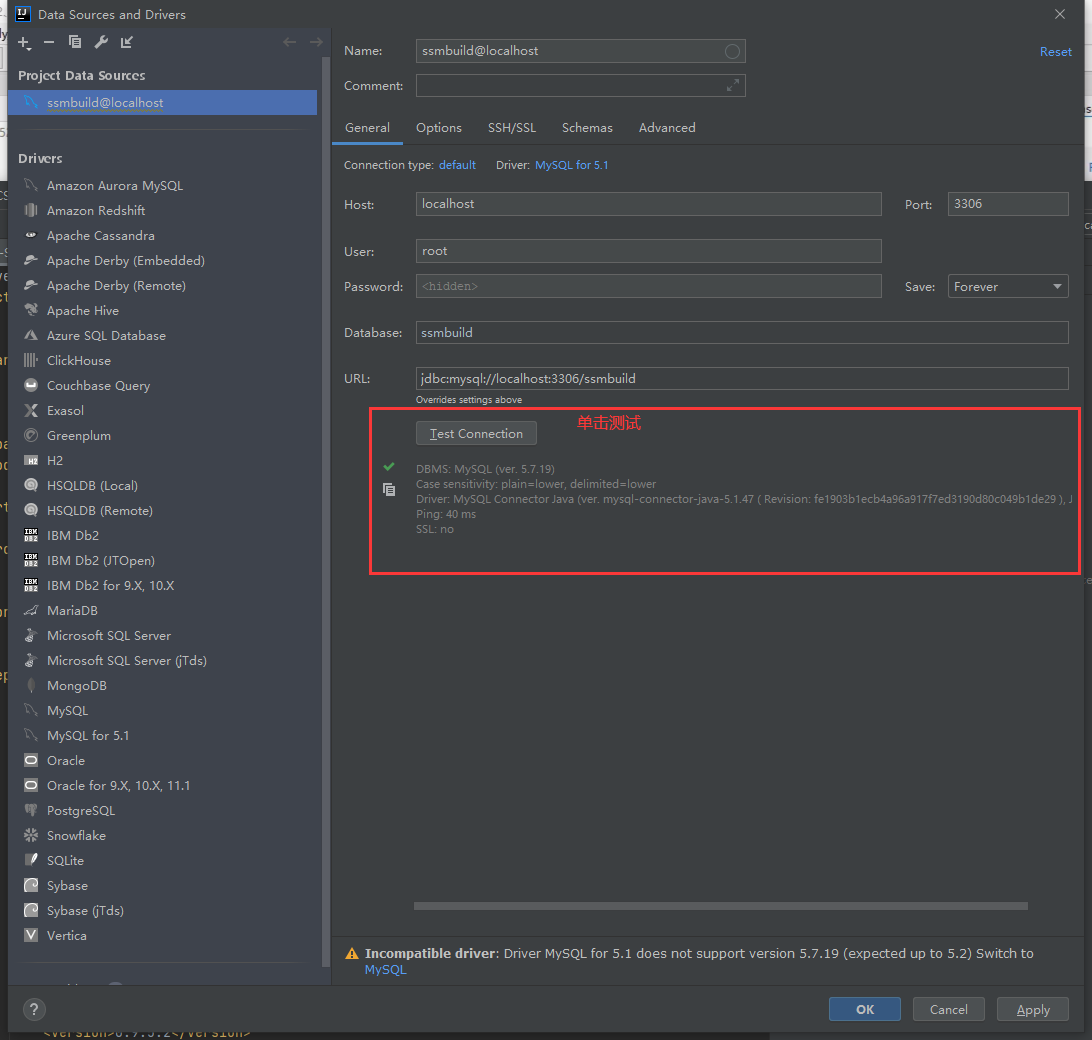 Data Sources and Drivers
Project Data Sources
ssmbuild@localhost
Drivers
Amazon Aurora MySQL
Amazon Redshift
Apache Cassandra
Apache Derby (Embedded)
Apache Derby (Remote)
Apache Hive
Azure SQL Database
ClickHouse
Couchbase Query
Exasol
Greenplum
H2
HSQLDB (Local)
HSQLDB (Remote)
IBM Db2
IBM Db2 (JTOpen)
IBM Db2 for 9.X, 10.X
MariaDB
Microsoft SQL Server
Microsoft SQL Server (jTds)
MongoDB
MySQL
MySQL for 5.1
Oracle
Oracle for 9.X, 10.X, 11.1
PostgreSQL
Snowflake
SQLite
Sybase
Sybase (jTds)
Vertica
Name: ssmbuild@localhost Reset
Comment:
General Options SSH/SSL Schemas Advanced
Connection type: default Driver: MySQL for 5.1
Host: localhost Port: 3306
User: root
Password: <hidden> Save: Forever
Database: ssmbuild
URL: jdbc:mysql://localhost:3306/ssmbuild
Overrides settings above
Test Connection 单击测试
DBMS: MySQL (ver. 5.7.19)
Case sensitivity: plain=lower, delimited=lower
Driver: MySQL Connector Java (ver. mysql-connector-java-5.1.47 ( Revision: fe1903b1ecb4a96a917f7ed3190d80c049b1de29 ), J
Ping: 40 ms
SSL: no
Incompatible driver: Driver MySQL for 5.1 does not support version 5.7.19 (expected up to 5.2) Switch to
MySQL
? OK Cancel Apply